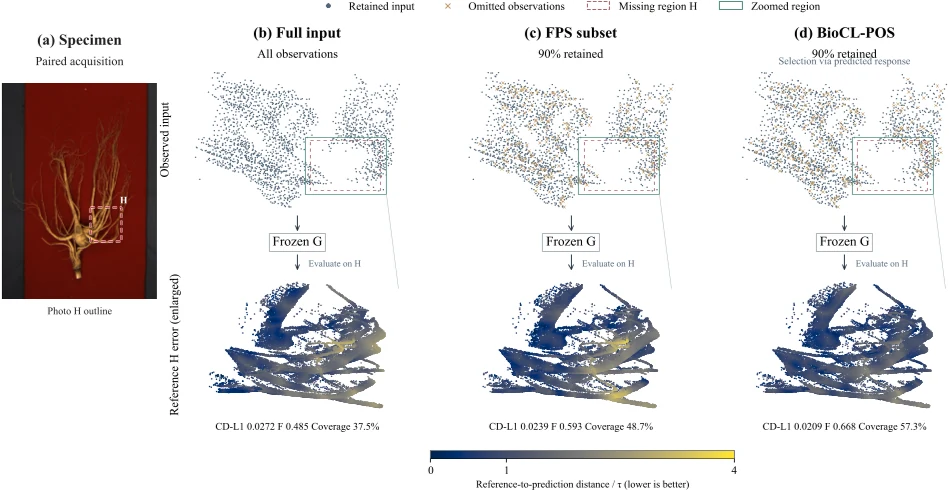 Retained input
Omitted observations
Missing region H
Zoomed region
(a) Specimen
Paired acquisition
(b) Full input
All observations
(c) FPS subset
90% retained
(d) BioCL-POS
90% retained
Selection via predicted response
Observed input
H
Photo H outline
Frozen G
Evaluate on H
Frozen G
Evaluate on H
Frozen G
Evaluate on H
Reference H error (enlarged)
CD-L1 0.0272 F 0.485 Coverage 37.5%
CD-L1 0.0239 F 0.593 Coverage 48.7%
CD-L1 0.0209 F 0.668 Coverage 57.3%
0 1 4
Reference-to-prediction distance / τ (lower is better)